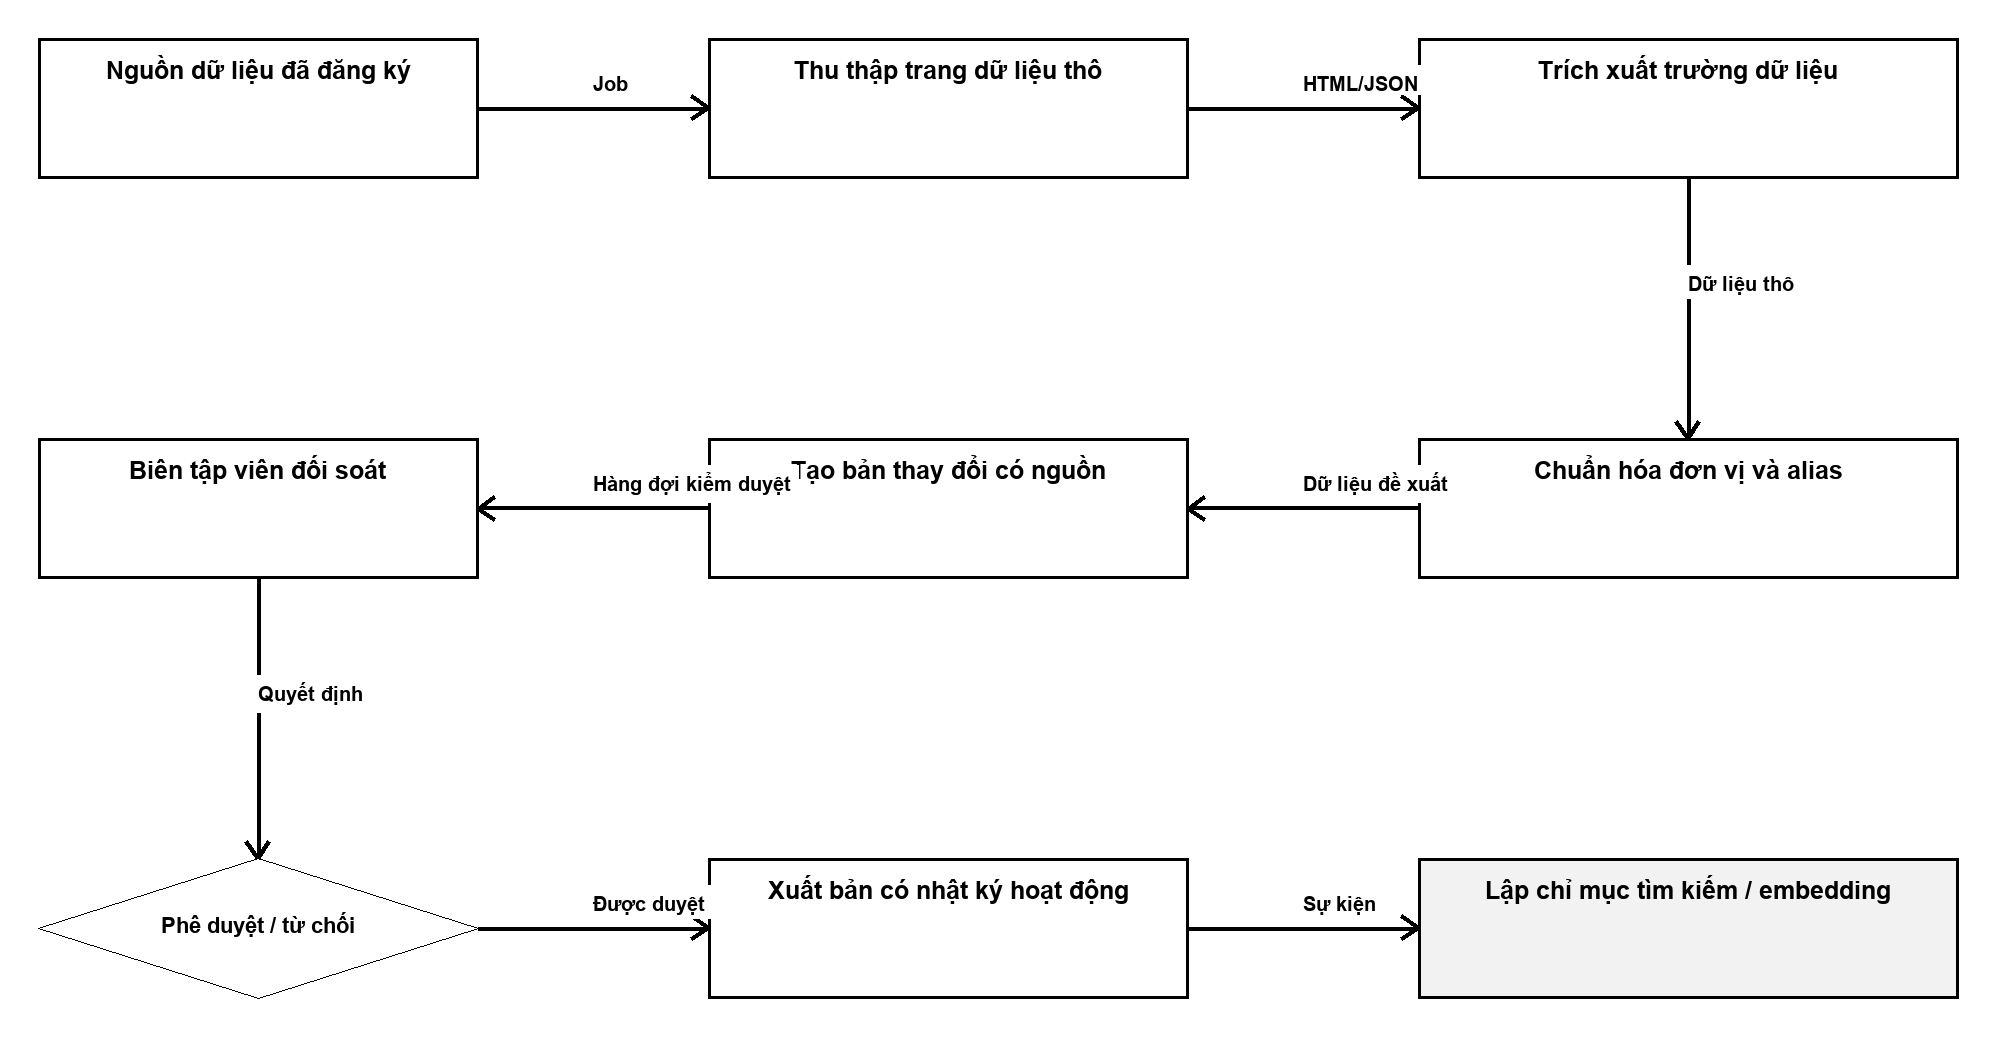 Nguồn dữ liệu đã đăng ký
Job
Thu thập trang dữ liệu thô
HTML/JSON
Trích xuất trường dữ liệu
Dữ liệu thô
Chuẩn hóa đơn vị và alias
Dữ liệu đề xuất
Tạo bản thay đổi có nguồn
Hàng đợi kiểm duyệt
Biên tập viên đối soát
Quyết định
Phê duyệt / từ chối
Được duyệt
Xuất bản có nhật ký hoạt động
Sự kiện
Lập chỉ mục tìm kiếm / embedding